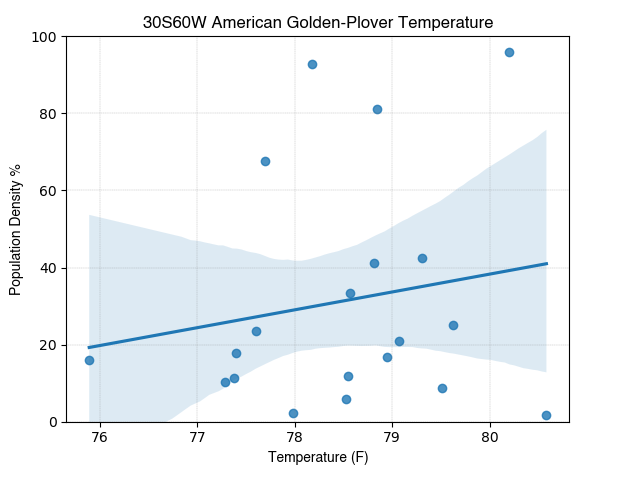 30S60W American Golden-Plover Temperature
100
80
60
40
20
0
Population Density %
76 77 78 79 80
Temperature (F)